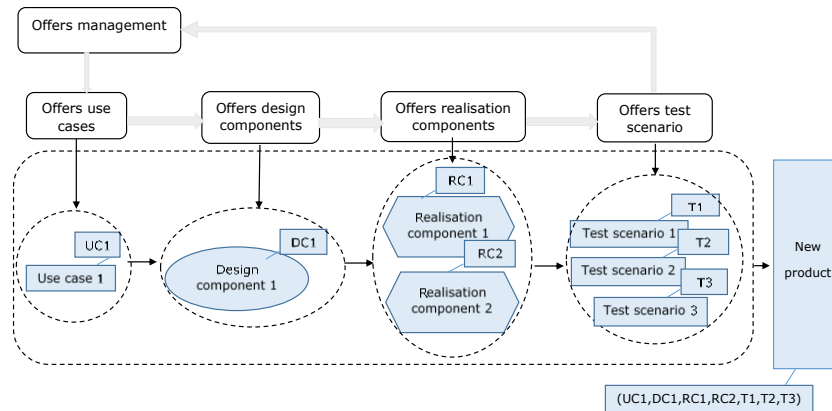 Offers management
Offers use
cases
Offers design
components
Offers realisation
components
Offers test
scenario
UC1
Use case 1
DC1
Design
component 1
RC1
Realisation
component 1
RC2
Realisation
component 2
T1
Test scenario 1
T2
Test scenario 2
T3
Test scenario 3
New
product
(UC1,DC1,RC1,RC2,T1,T2,T3)